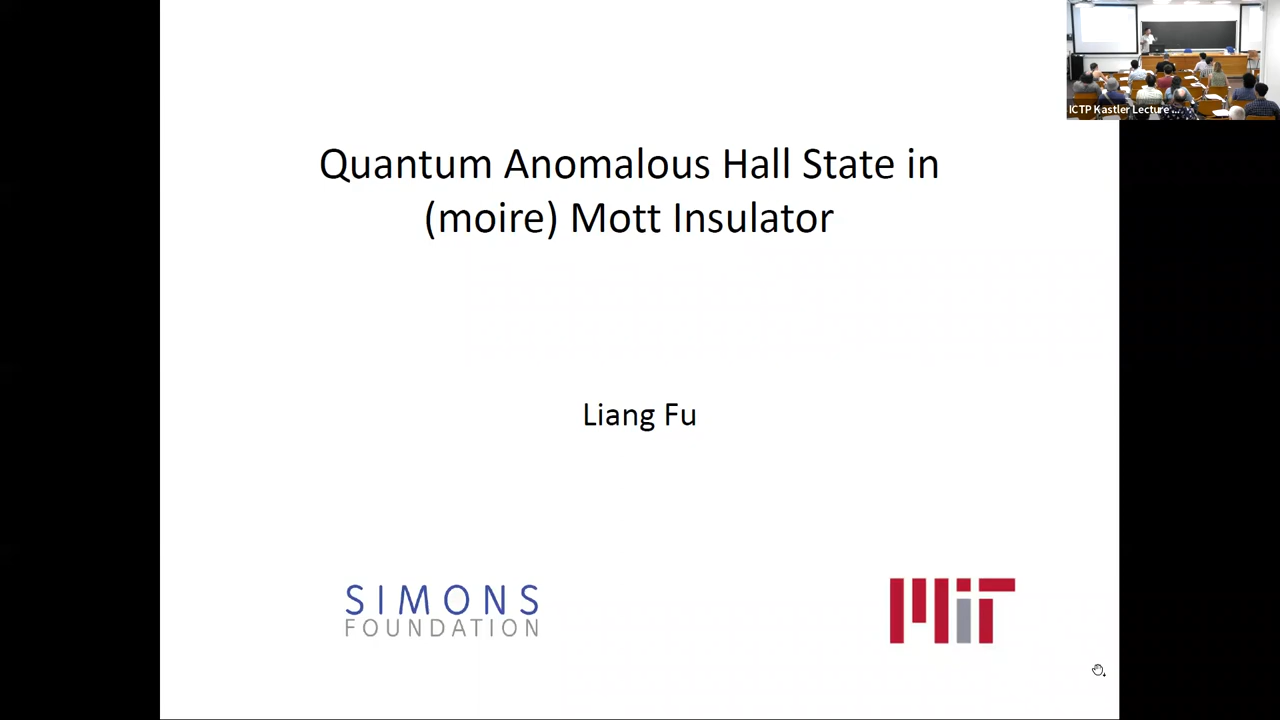 ICTP Kastler Lecture ...
Quantum Anomalous Hall State in
(moire) Mott Insulator
Liang Fu
SIMONS
FOUNDATION
MIT